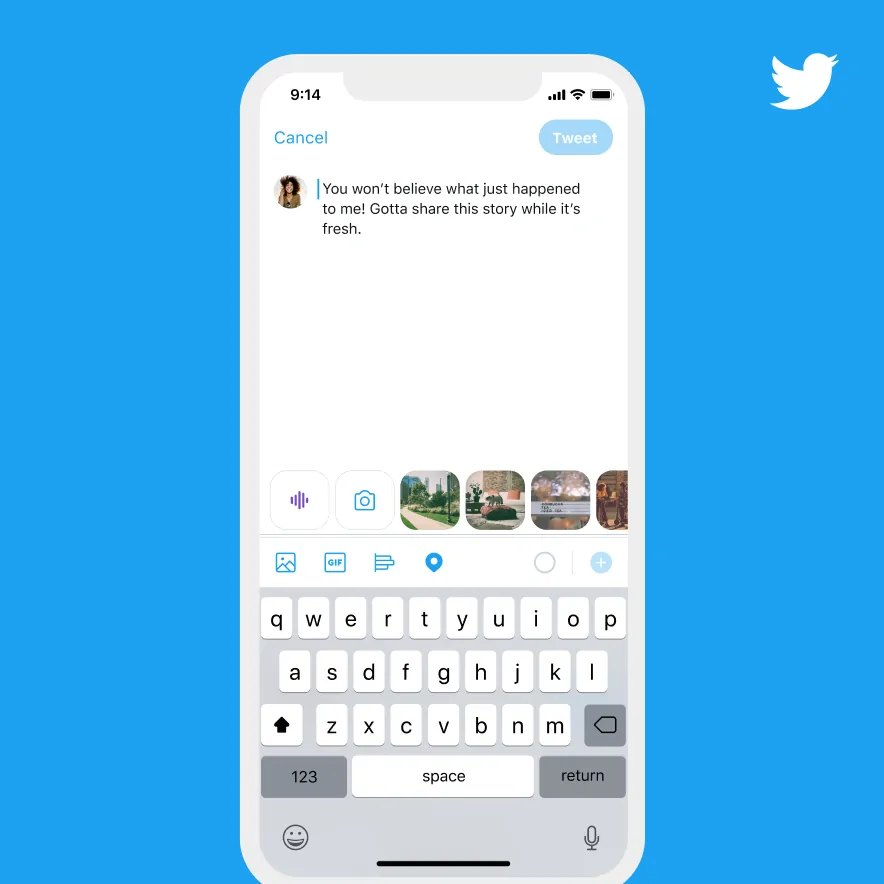 9:14
Cancel
Tweet
You won’t believe what just happened
to me! Gotta share this story while it’s
fresh.
GIF
q w e r t y u i o p
a s d f g h j k l
z x c v b n m
123 space return